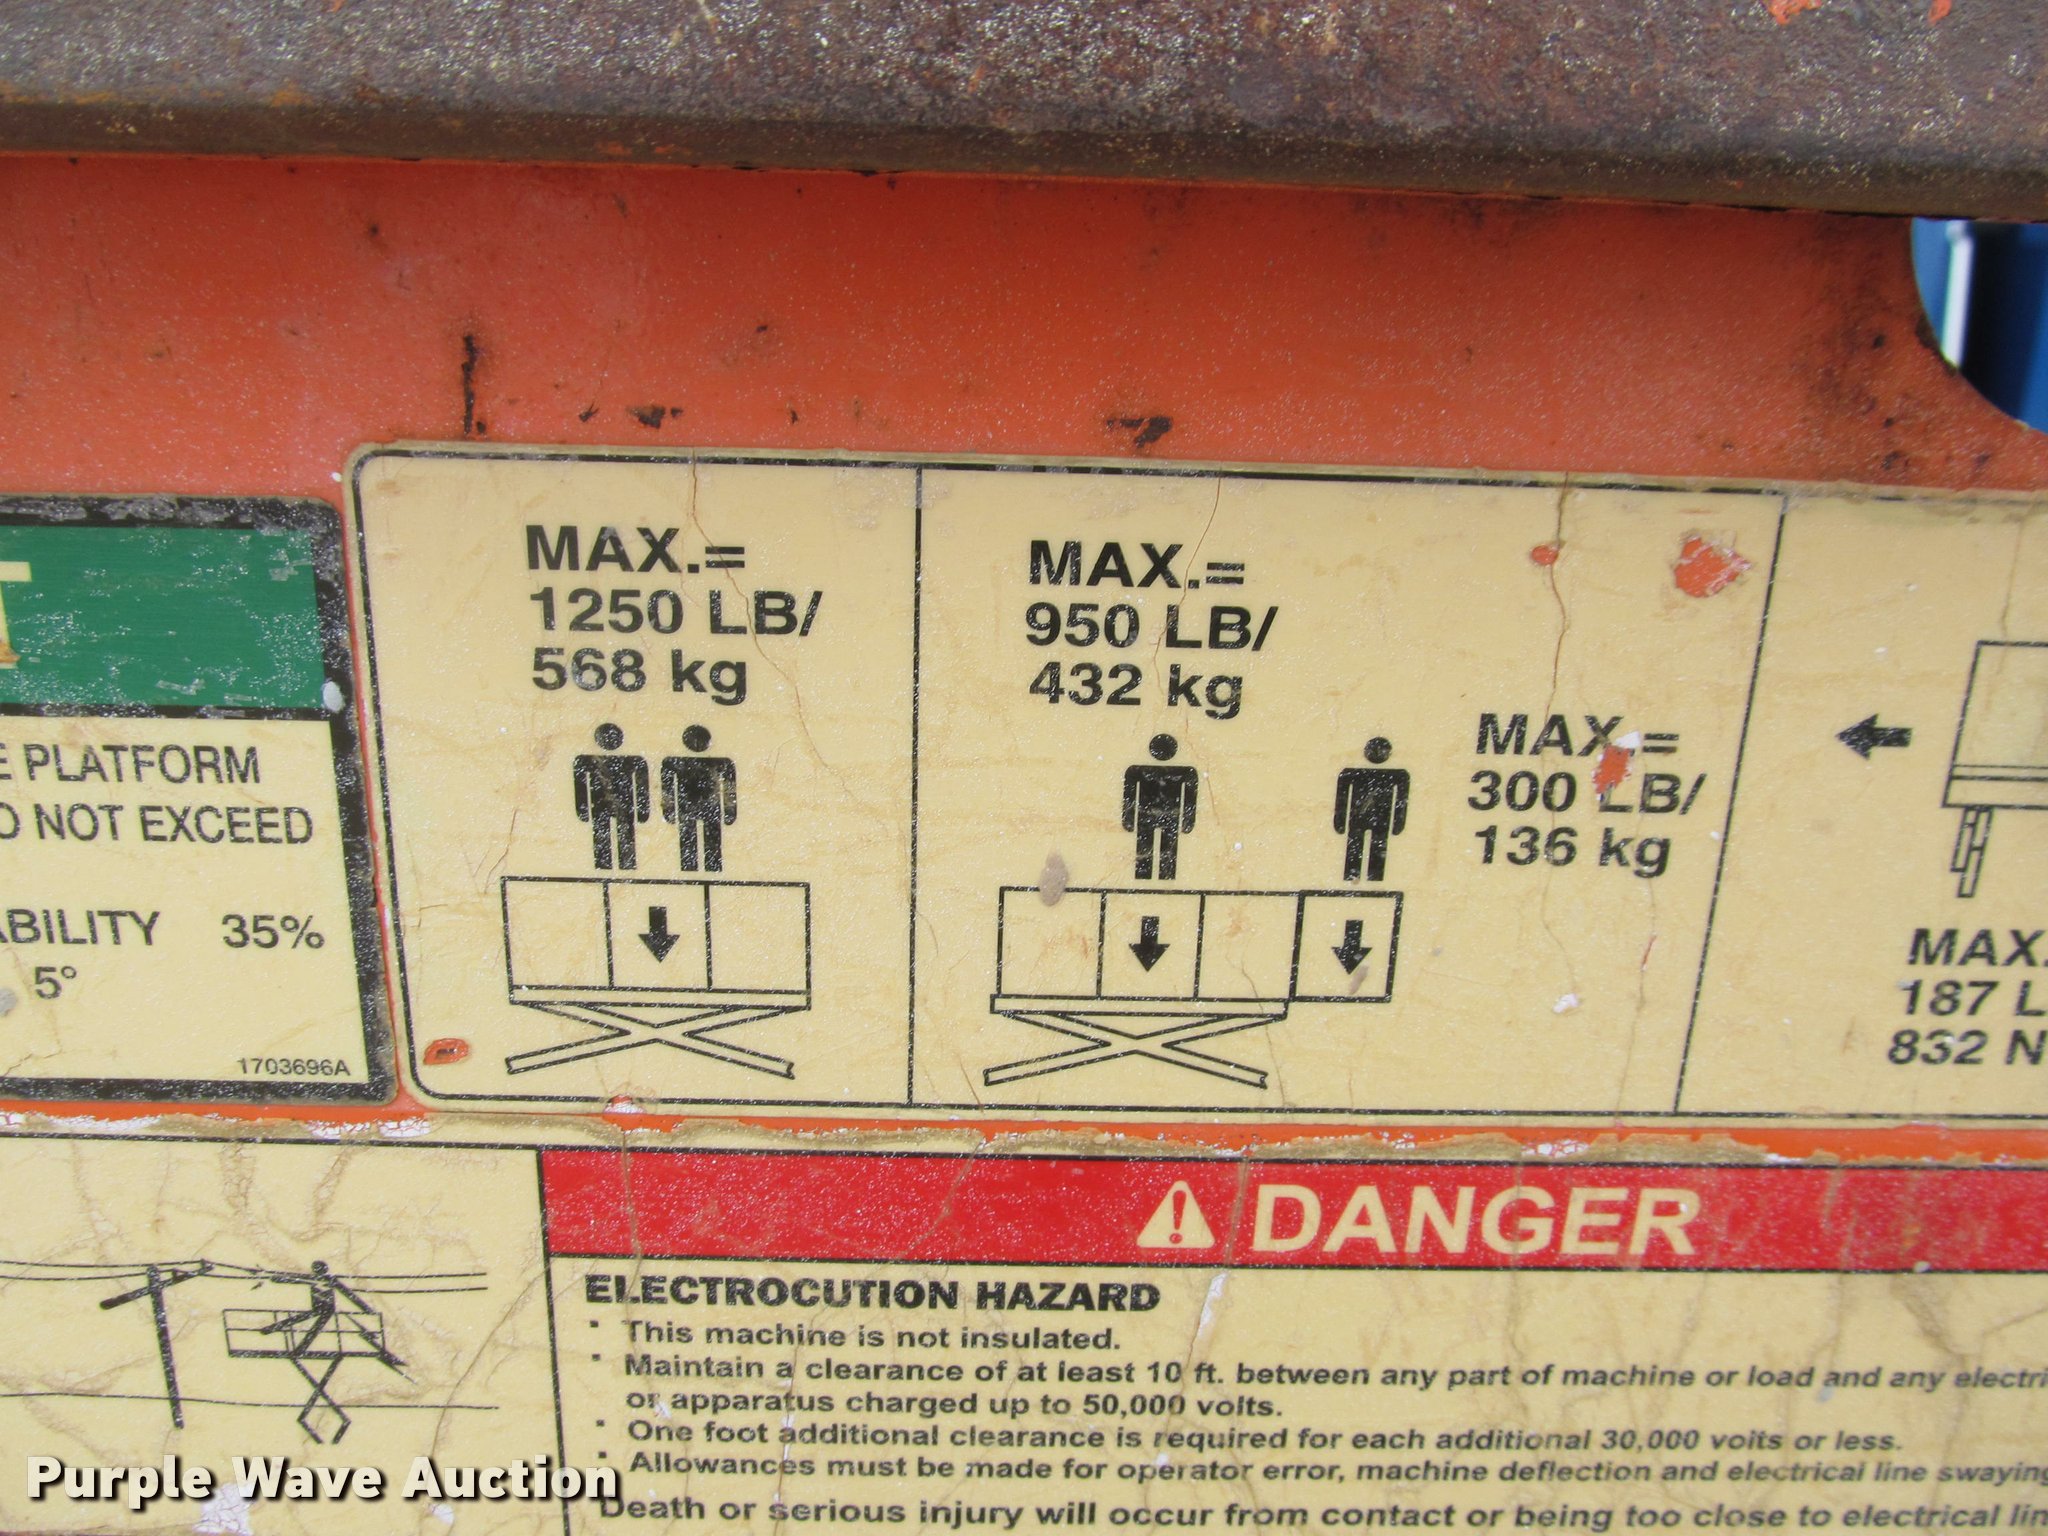 E PLATFORM
O NOT EXCEED
ABILITY 35%
5°
1703696A
MAX.=
1250 LB/
568 kg
MAX.=
950 LB/
432 kg
MAX.=
300 LB/
136 kg
MAX.
187 L
832 N
DANGER
ELECTROCUTION HAZARD
· This machine is not insulated.
· Maintain a clearance of at least 10 ft. between any part of machine or load and any electri
or apparatus charged up to 50,000 volts.
· One foot additional clearance is required for each additional 30,000 volts or less.
· Allowances must be made for operator error, machine deflection and electrical line swaying
Death or serious injury will occur from contact or being too close to electrical lin
Purple Wave Auction